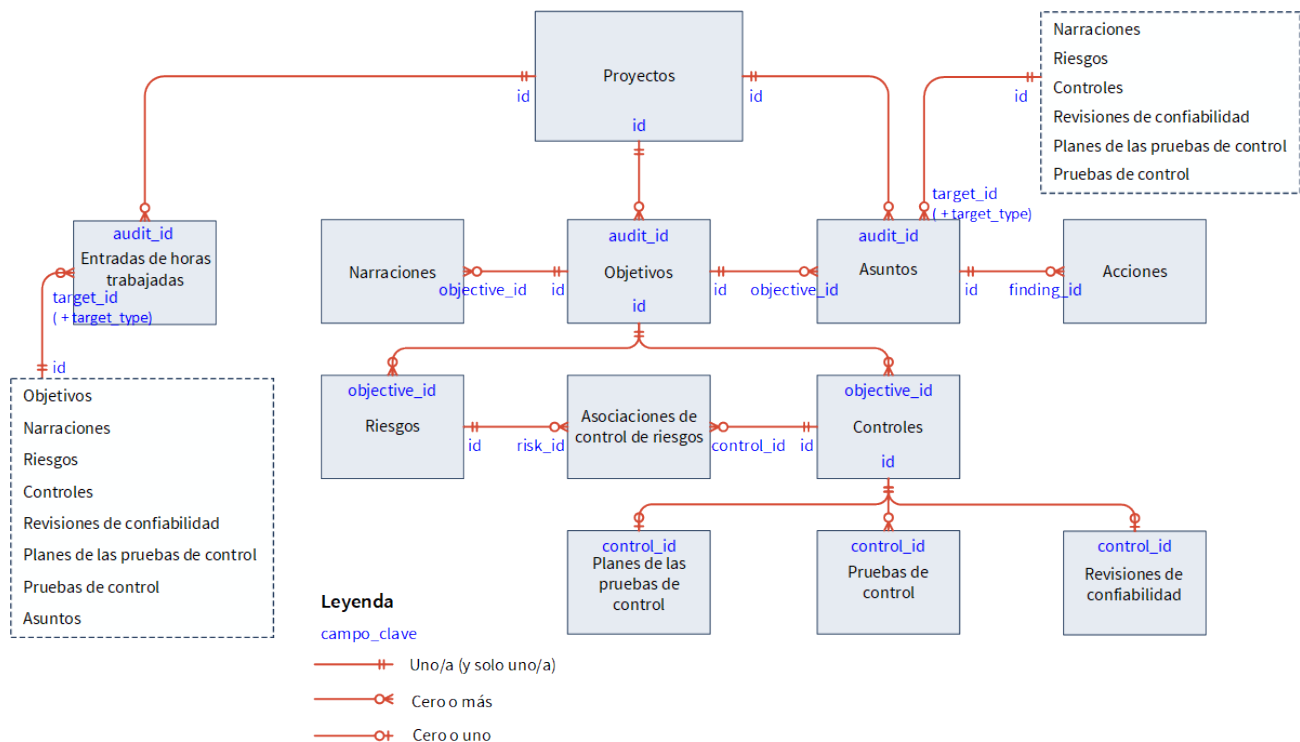 Proyectos
id
id
id
Narraciones
Riesgos
Controles
Revisiones de confiabilidad
Planes de las pruebas de control
Pruebas de control
id
target_id
( + target_type)
audit_id
Entradas de horas
trabajadas
target_id
( + target_type)
id
Objetivos
Narraciones
Riesgos
Controles
Revisiones de confiabilidad
Planes de las pruebas de control
Pruebas de control
Asuntos
Narraciones
objective_id
id
audit_id
Objetivos
id
id
objective_id
audit_id
Asuntos
id
finding_id
Acciones
objective_id
Riesgos
id
risk_id
Asociaciones de
control de riesgos
control_id
id
objective_id
Controles
id
control_id
Planes de las
pruebas de
control
control_id
Pruebas de
control
control_id
Revisiones de
confiabilidad
Leyenda
campo_clave
Uno/a (y solo uno/a)
Cero o más
Cero o uno